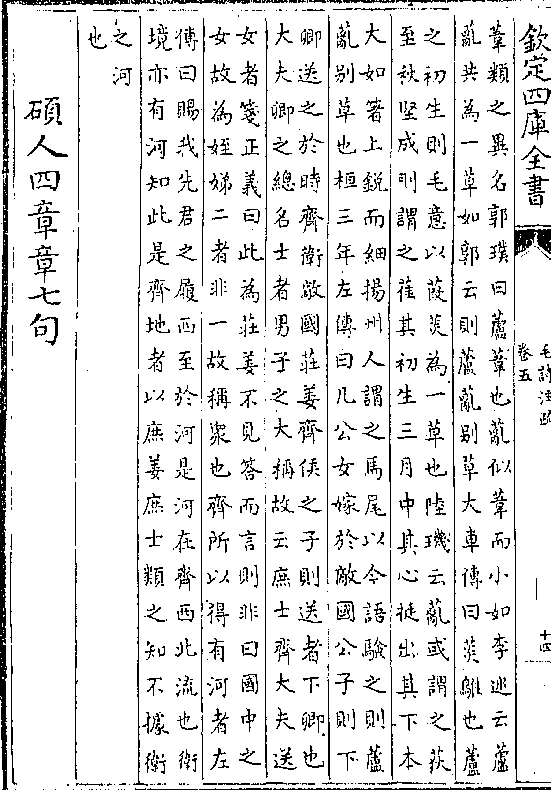 欽定四庫全書
毛詩注疏
卷五
十四
葦類之異名郭璞曰蘆葦也薍似葦而小如李巡云蘆
薍共為一草如郭云則蘆薍别草大車傳曰菼鵻也蘆
之初生則毛意以葭菼為一草也陸璣云薍或謂之荻
至秋堅成則謂之萑其初生三月中其心挺出其下本
大如箸上鋭而細揚州人謂之馬尾以今語驗之則蘆
薍别草也桓三年左傳曰凡公女嫁於敵國公子則下
卿送之於時齊衛敵國莊姜齊侯之子則送者下卿也
大夫卿之總名士者男子之大稱故云庶士齊大夫送
女者箋正義曰此為莊姜不見答而言則非曰國中之
女故為姪娣二者非一故稱衆也齊所以得有河者左
傳曰賜我先君之履西至於河是河在齊西北流也衛
境亦有河知此是齊地者以庶姜庶士類之知不據衛
之河
也
碩人四章章七句